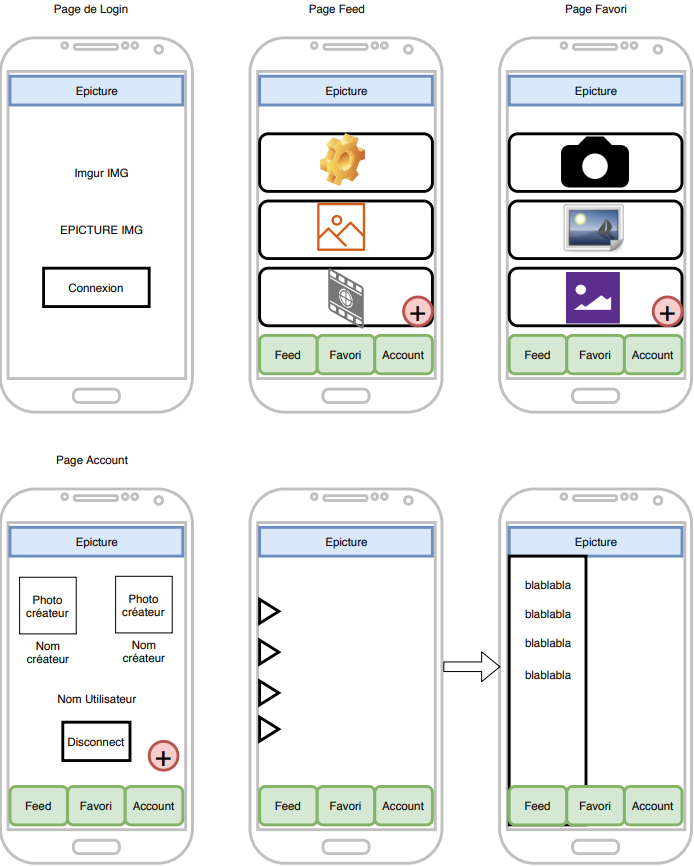 Page de Login
Page Feed
Page Favori
Epicture
Imgur IMG
EPICTURE IMG
Connexion
Epicture
+
Feed
Favori
Account
Epicture
+
Feed
Favori
Account
Page Account
Epicture
Photo
créateur
Nom
créateur
Photo
créateur
Nom
créateur
Nom Utilisateur
Disconnect
+
Feed
Favori
Account
Epicture
Feed
Favori
Account
Epicture
blablabla
blablabla
blablabla
blablabla
Feed
Favori
Account